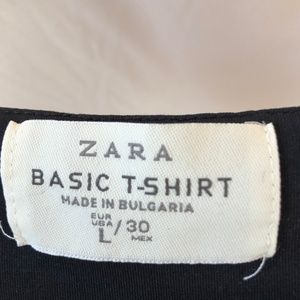 ZARA
BASIC T-SHIRT
MADE IN BULGARIA
EUR
USA
L / 30
MEX